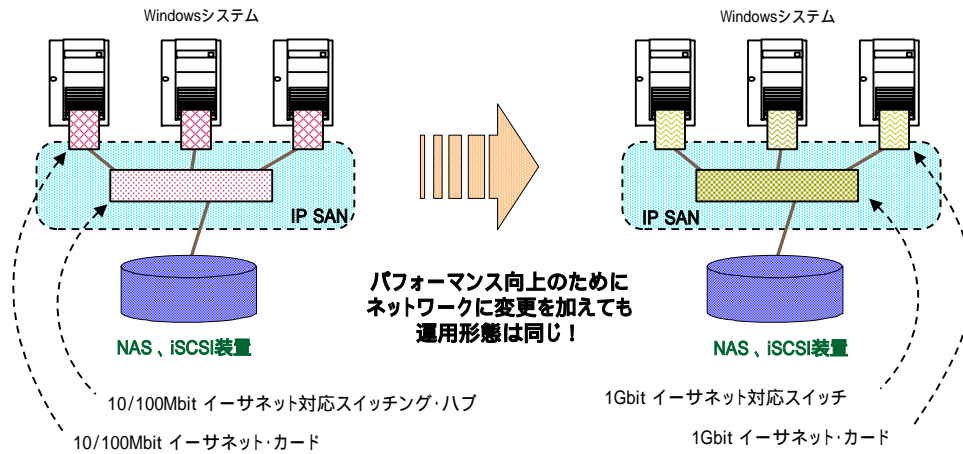 Windowsシステム
Windowsシステム
IP SAN
IP SAN
パフォーマンス向上のために
ネットワークに変更を加えても
運用形態は同じ！
NAS、iSCSI装置
NAS、iSCSI装置
10/100Mbit イーサネット対応スイッチング・ハブ
10/100Mbit イーサネット・カード
1Gbit イーサネット対応スイッチ
1Gbit イーサネット・カード